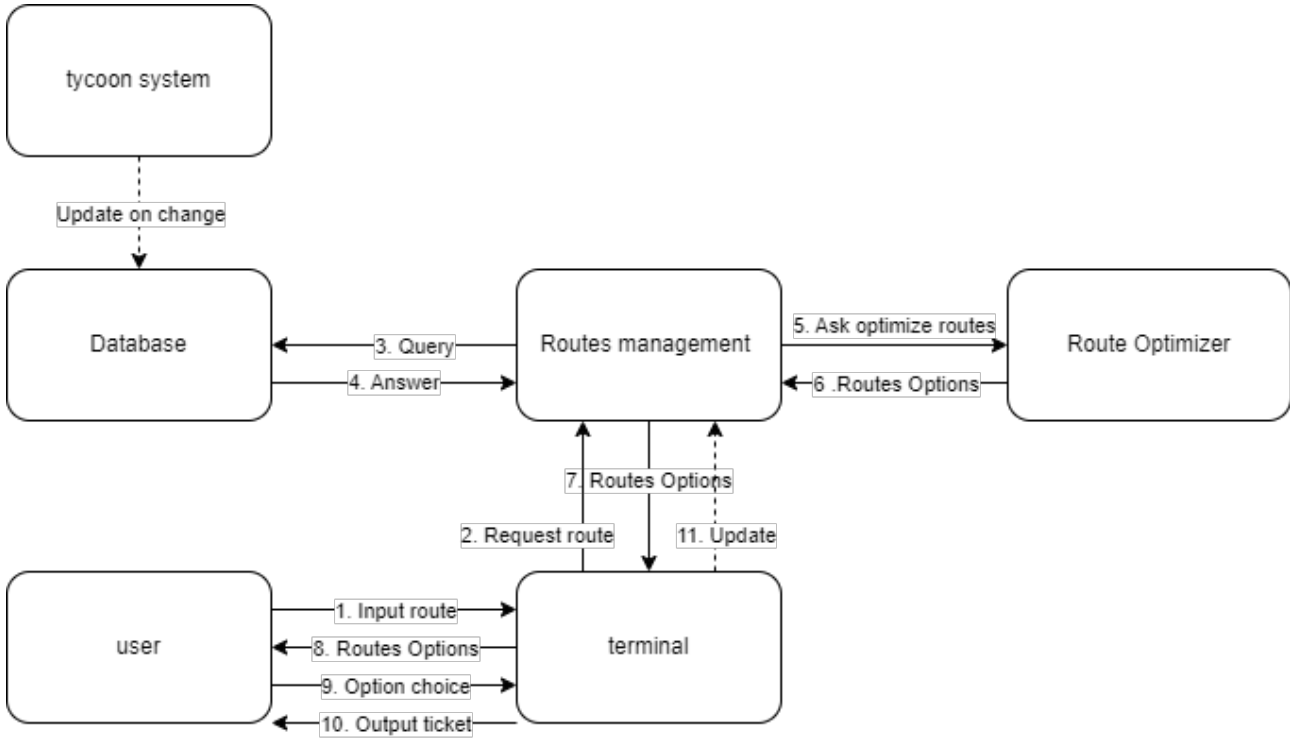 tycoon system
Update on change
Database
3. Query
4. Answer
Routes management
5. Ask optimize routes
6 .Routes Options
Route Optimizer
7. Routes Options
2. Request route
11. Update
user
1. Input route
8. Routes Options
9. Option choice
10. Output ticket
terminal